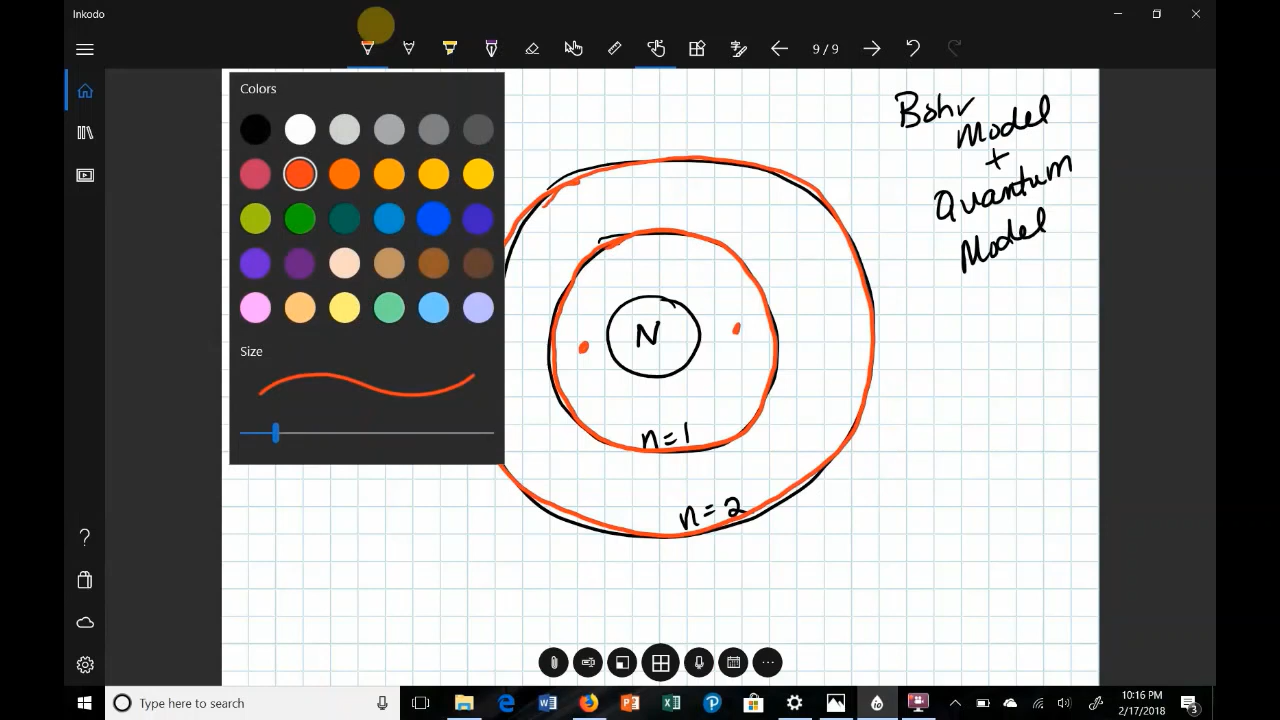 Inkodo
9 / 9
Colors
Size
Bohr
Model
+
Quantum
Model
N
n=1
n=2
Type here to search
10:16 PM
2/17/2018
3